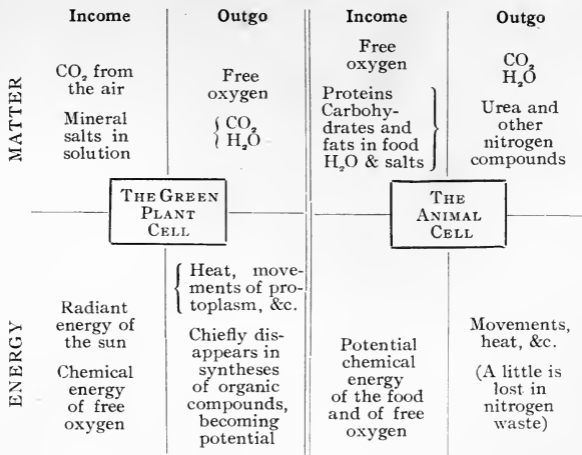 Income
Outgo
Income
Outgo
MATTER
CO₂ from
the air
Mineral
salts in
solution
Free
oxygen
{ CO₂
{ H₂O
Free
oxygen
Proteins
Carbohy-
drates and
fats in food
H₂O & salts }
CO₂
H₂O
Urea and
other
nitrogen
compounds
THE GREEN
PLANT
CELL
THE
ANIMAL
CELL
ENERGY
Radiant
energy of
the sun
Chemical
energy
of free
oxygen
{ Heat, move-
ments of pro-
toplasm, &c.
Chiefly dis-
appears in
syntheses
of organic
compounds,
becoming
potential
Potential
chemical
energy
of the food
and of free
oxygen
Movements,
heat, &c.
(A little is
lost in
nitrogen
waste)